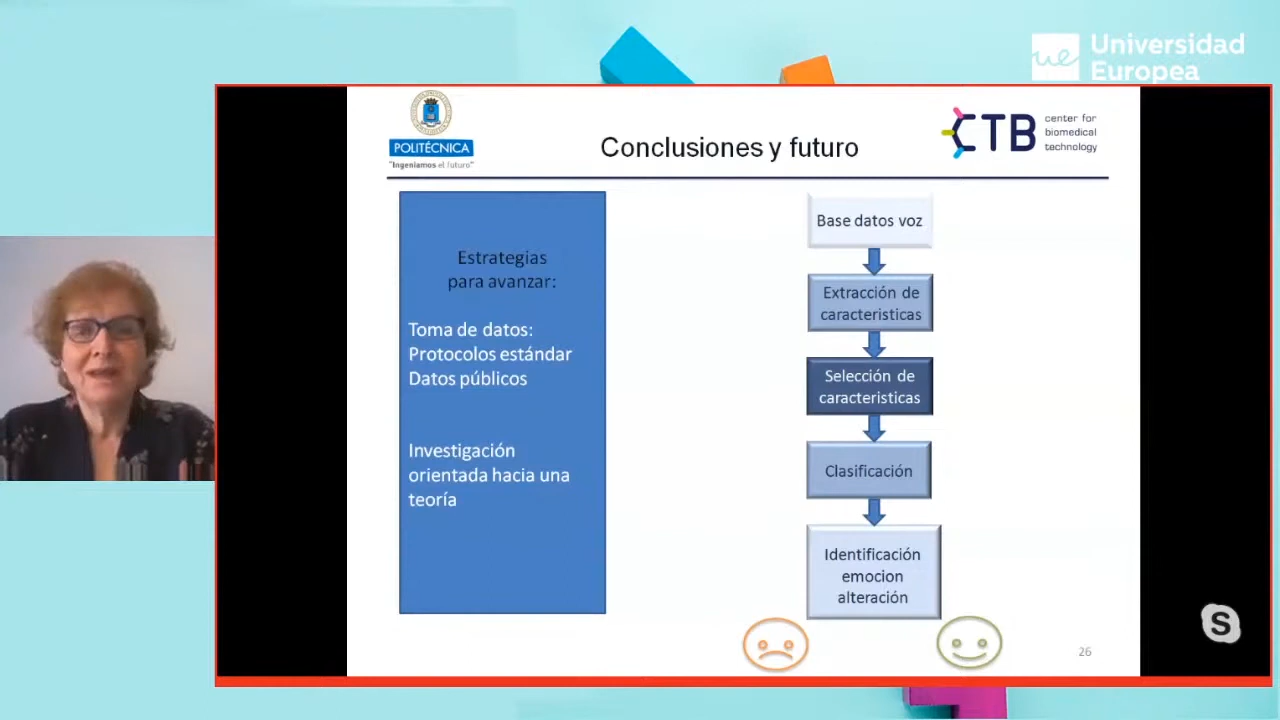 Universidad
Europea
ue
POLITÉCNICA
"Ingeniamos el futuro"
Conclusiones y futuro
CTB
center for
biomedical
technology
Estrategias
para avanzar:
Toma de datos:
Protocolos estándar
Datos públicos
Investigación
orientada hacia una
teoría
Base datos voz
Extracción de
caracteristicas
Selección de
caracteristicas
Clasificación
Identificación
emocion
alteración
26
S